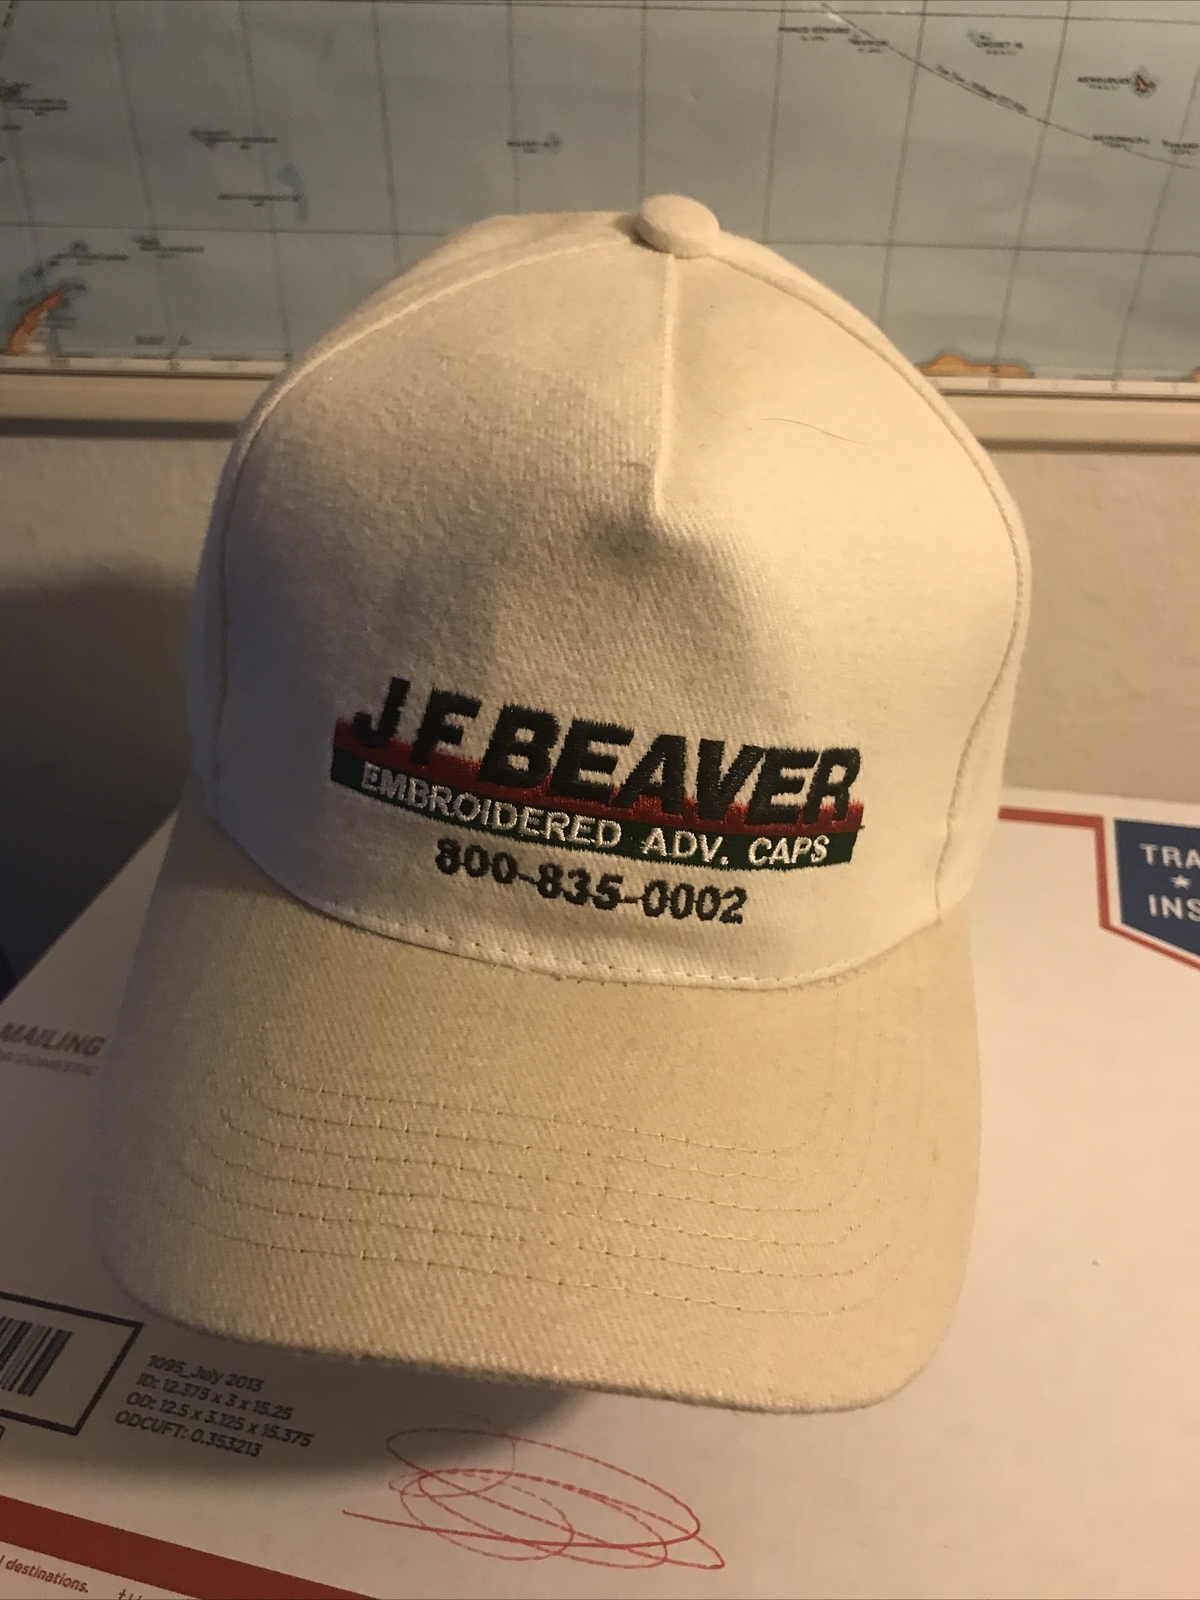 J F BEAVER
EMBROIDERED ADV. CAPS
800-835-0002
TRA
INS
MAILING
DOMESTIC
1095_July 2013
ID: 12.375 x 3 x 15.25
OD: 12.5 x 3.125 x 15.375
ODCUFT: 0.353213
destinations.